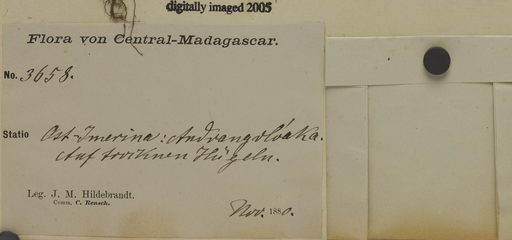 digitally imaged 2005
Flora von Central-Madagascar.
No. 3658.
Statio Ost-Imerina: Andrangolóaka.
Auf trocknen Hügeln.
Leg. J. M. Hildebrandt.
Comm. C. Rensch.
Nov. 1880.